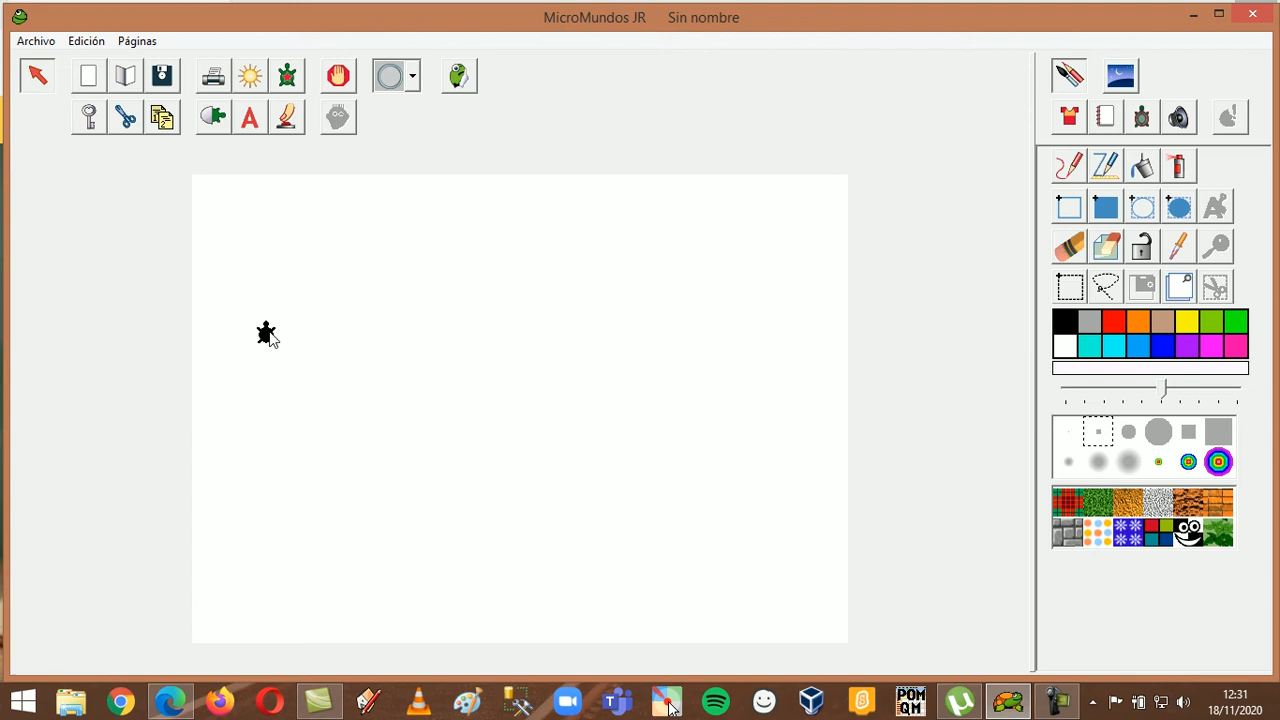 MicroMundos JR Sin nombre
Archivo Edición Páginas
A
A
POM
QM
12:31
18/11/2020